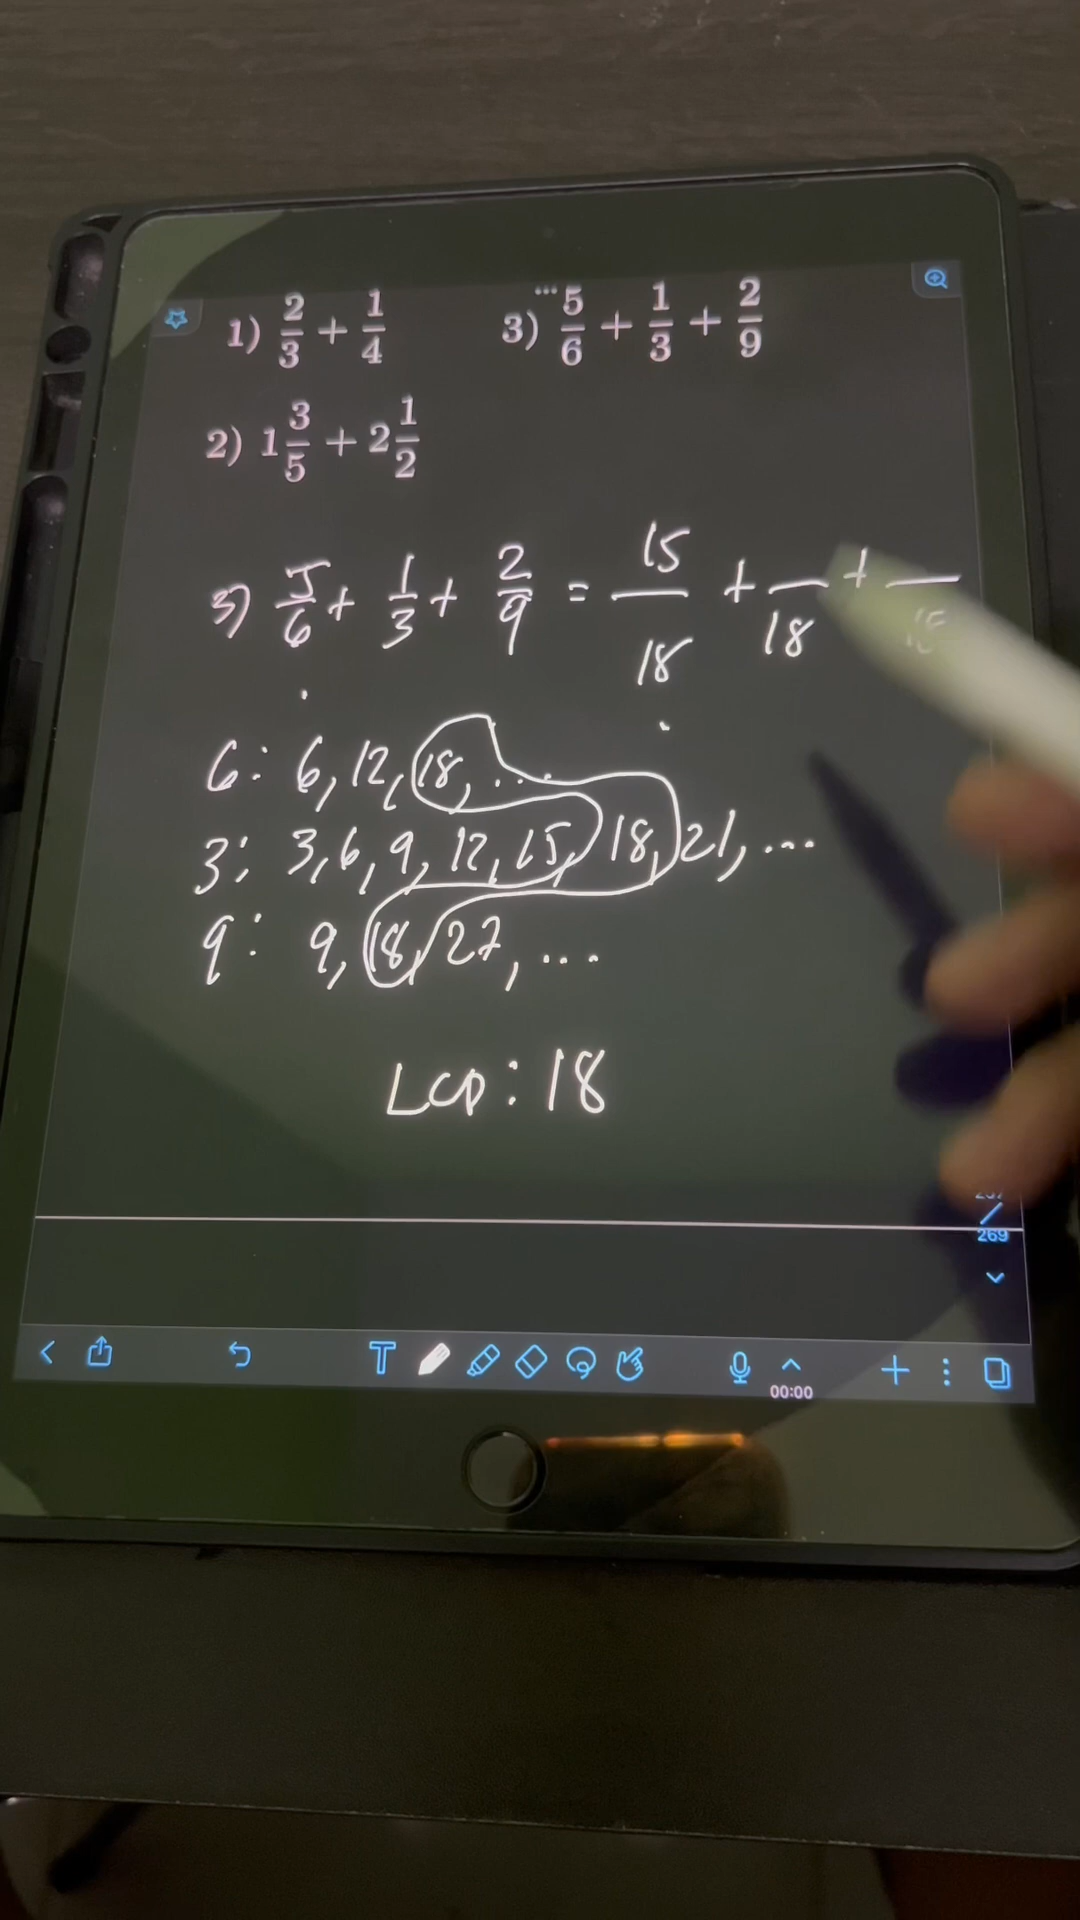 1) 2/3 + 1/4
3) 5/6 + 1/3 + 2/9
2) 1 3/5 + 2 1/2
3) 5/6 + 1/3 + 2/9 = 15/18 + /18 + /
6: 6, 12, 18, ...
3: 3, 6, 9, 12, 15, 18, 21, ...
9: 9, 18, 27, ...
LCD: 18
269
T
00:00